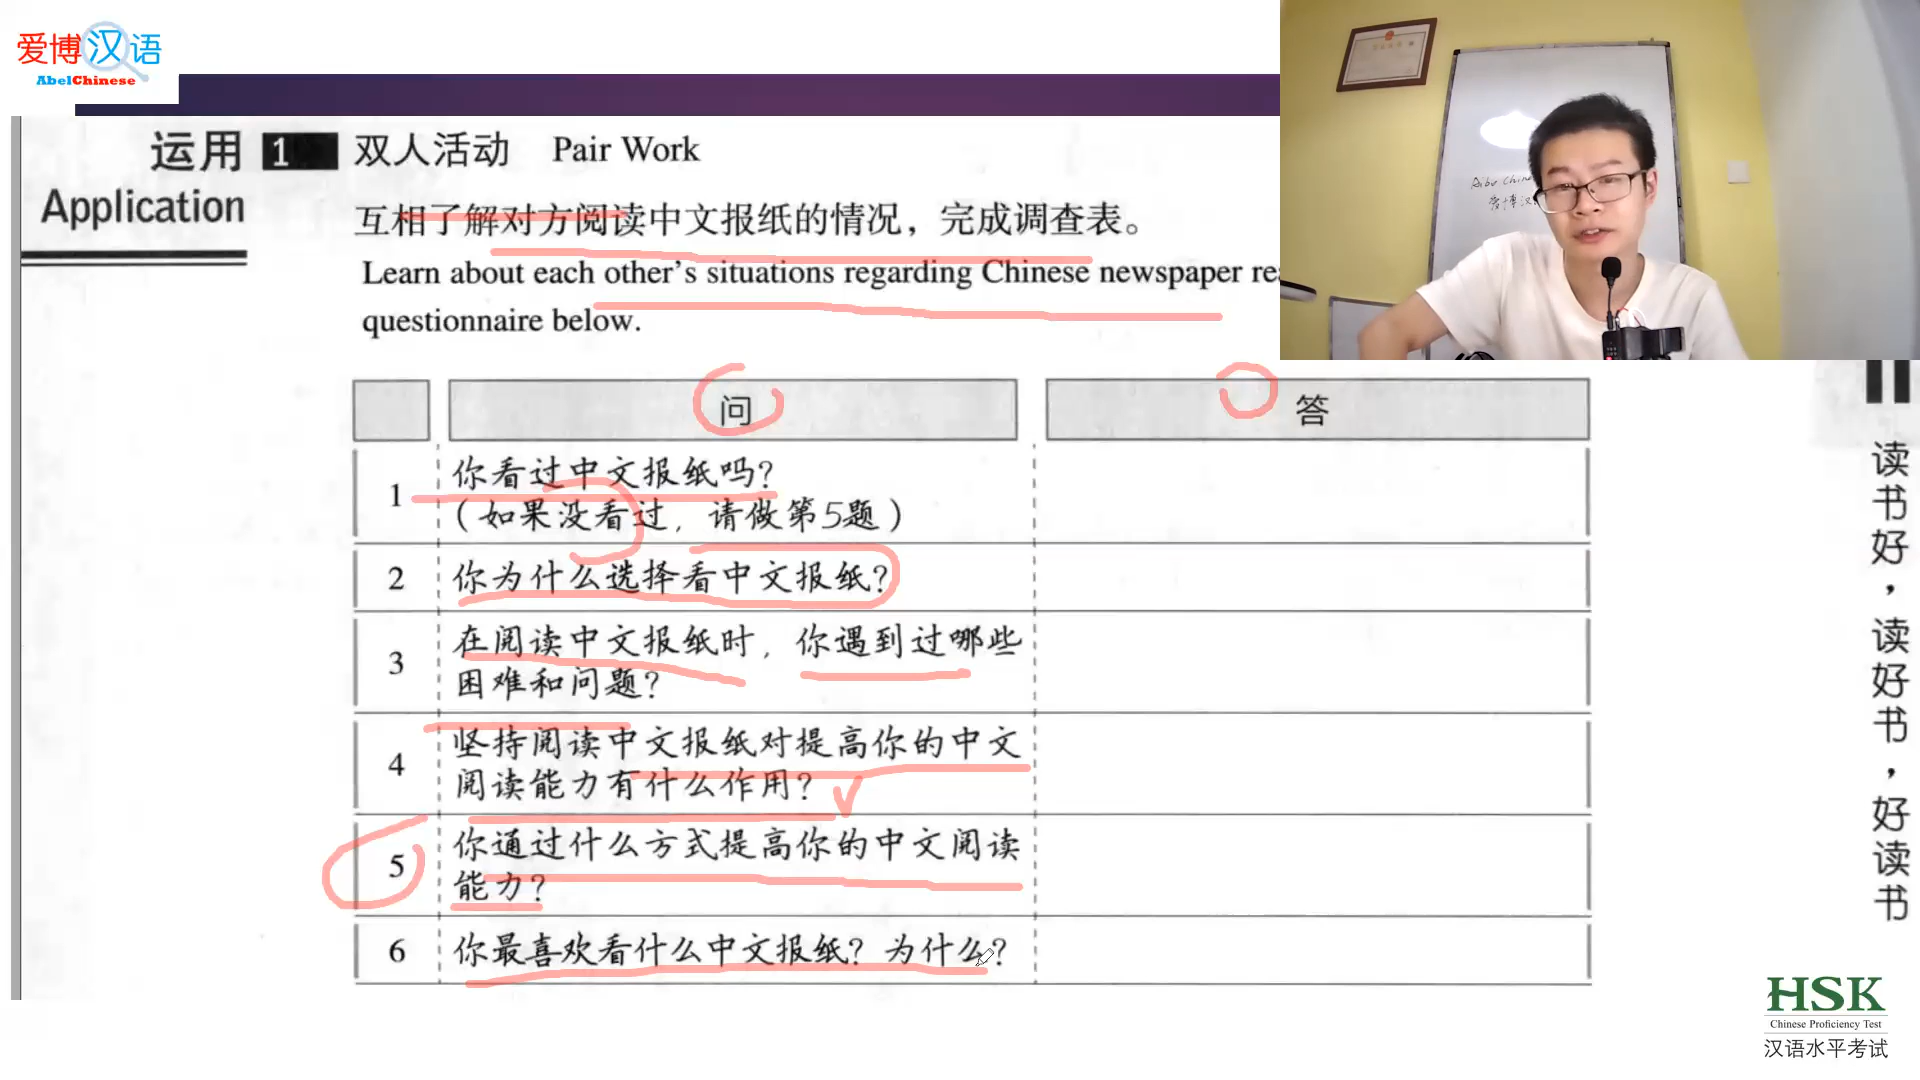 爱博汉语
AbelChinese
运用 1 双人活动 Pair Work
Application
互相了解对方阅读中文报纸的情况，完成调查表。
Learn about each other's situations regarding Chinese newspaper
questionnaire below.
问 答
1 你看过中文报纸吗?
(如果没看过, 请做第5题)
2 你为什么选择看中文报纸?
3 在阅读中文报纸时, 你遇到过哪些
困难和问题?
4 坚持阅读中文报纸对提高你的中文
阅读能力有什么作用?
5 你通过什么方式提高你的中文阅读
能力?
6 你最喜欢看什么中文报纸? 为什么?
读书好，读好书，好读书
HSK
Chinese Proficiency Test
汉语水平考试